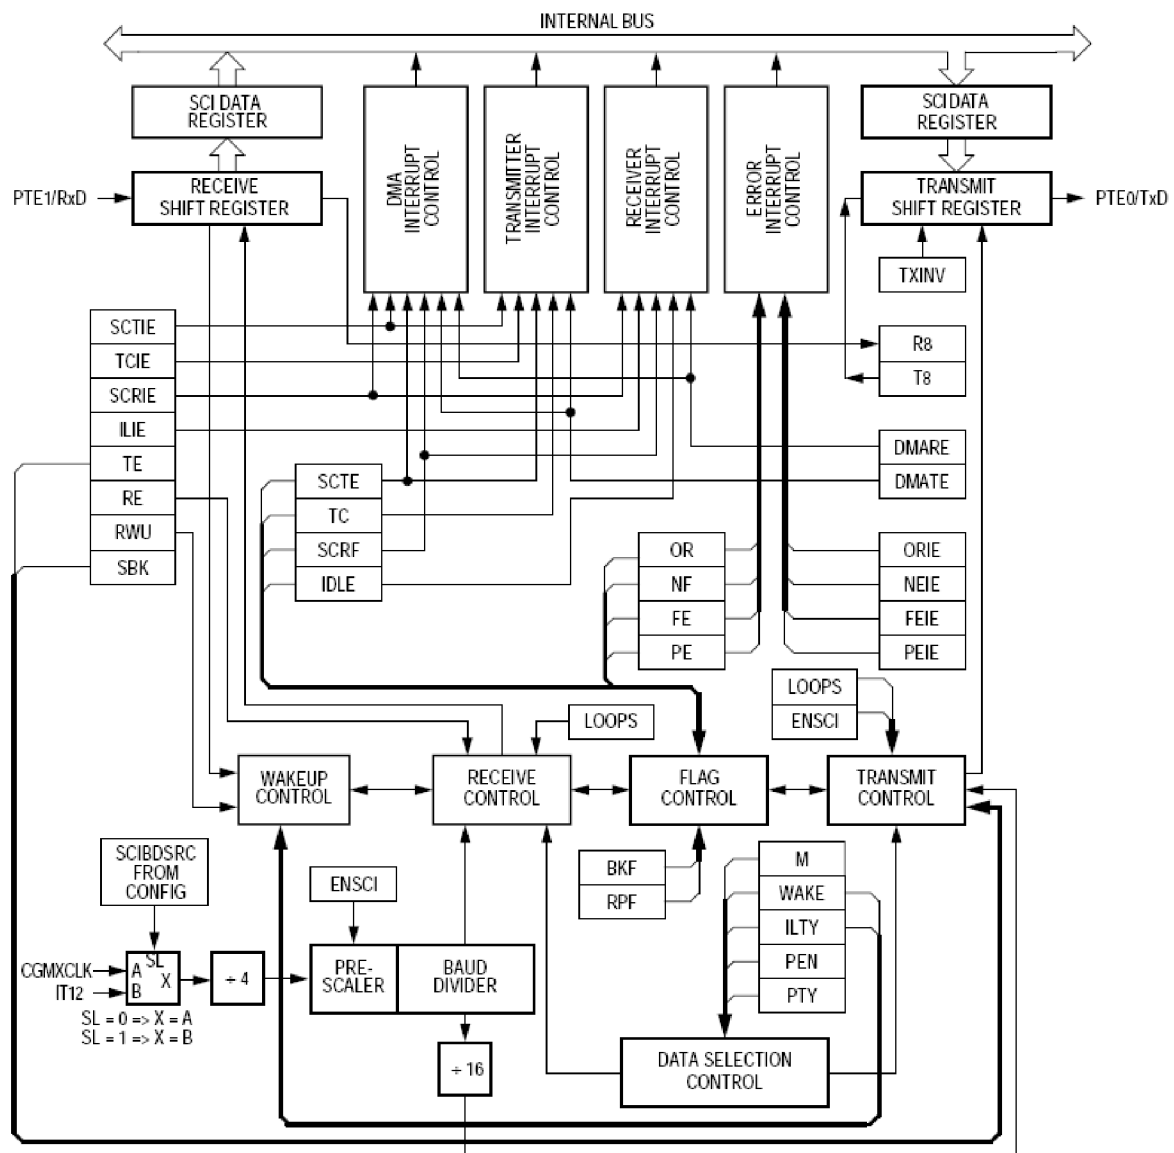 INTERNAL BUS
SCI DATA
REGISTER
DMA
INTERRUPT
CONTROL
TRANSMITTER
INTERRUPT
CONTROL
RECEIVER
INTERRUPT
CONTROL
ERROR
INTERRUPT
CONTROL
SCI DATA
REGISTER
PTE1/RxD
RECEIVE
SHIFT REGISTER
TRANSMIT
SHIFT REGISTER
PTE0/TxD
TXINV
SCTIE
TCIE
SCRIE
ILIE
TE
RE
RWU
SBK
R8
T8
DMARE
DMATE
SCTE
TC
SCRF
IDLE
OR
NF
FE
PE
ORIE
NEIE
FEIE
PEIE
LOOPS
LOOPS
ENSCI
WAKEUP
CONTROL
RECEIVE
CONTROL
FLAG
CONTROL
TRANSMIT
CONTROL
SCIBDSRC
FROM
CONFIG
ENSCI
BKF
RPF
M
WAKE
ILTY
PEN
PTY
CGMXCLK
IT12
A
B
SL
X
÷ 4
PRE-
SCALER
BAUD
DIVIDER
SL = 0 => X = A
SL = 1 => X = B
÷ 16
DATA SELECTION
CONTROL